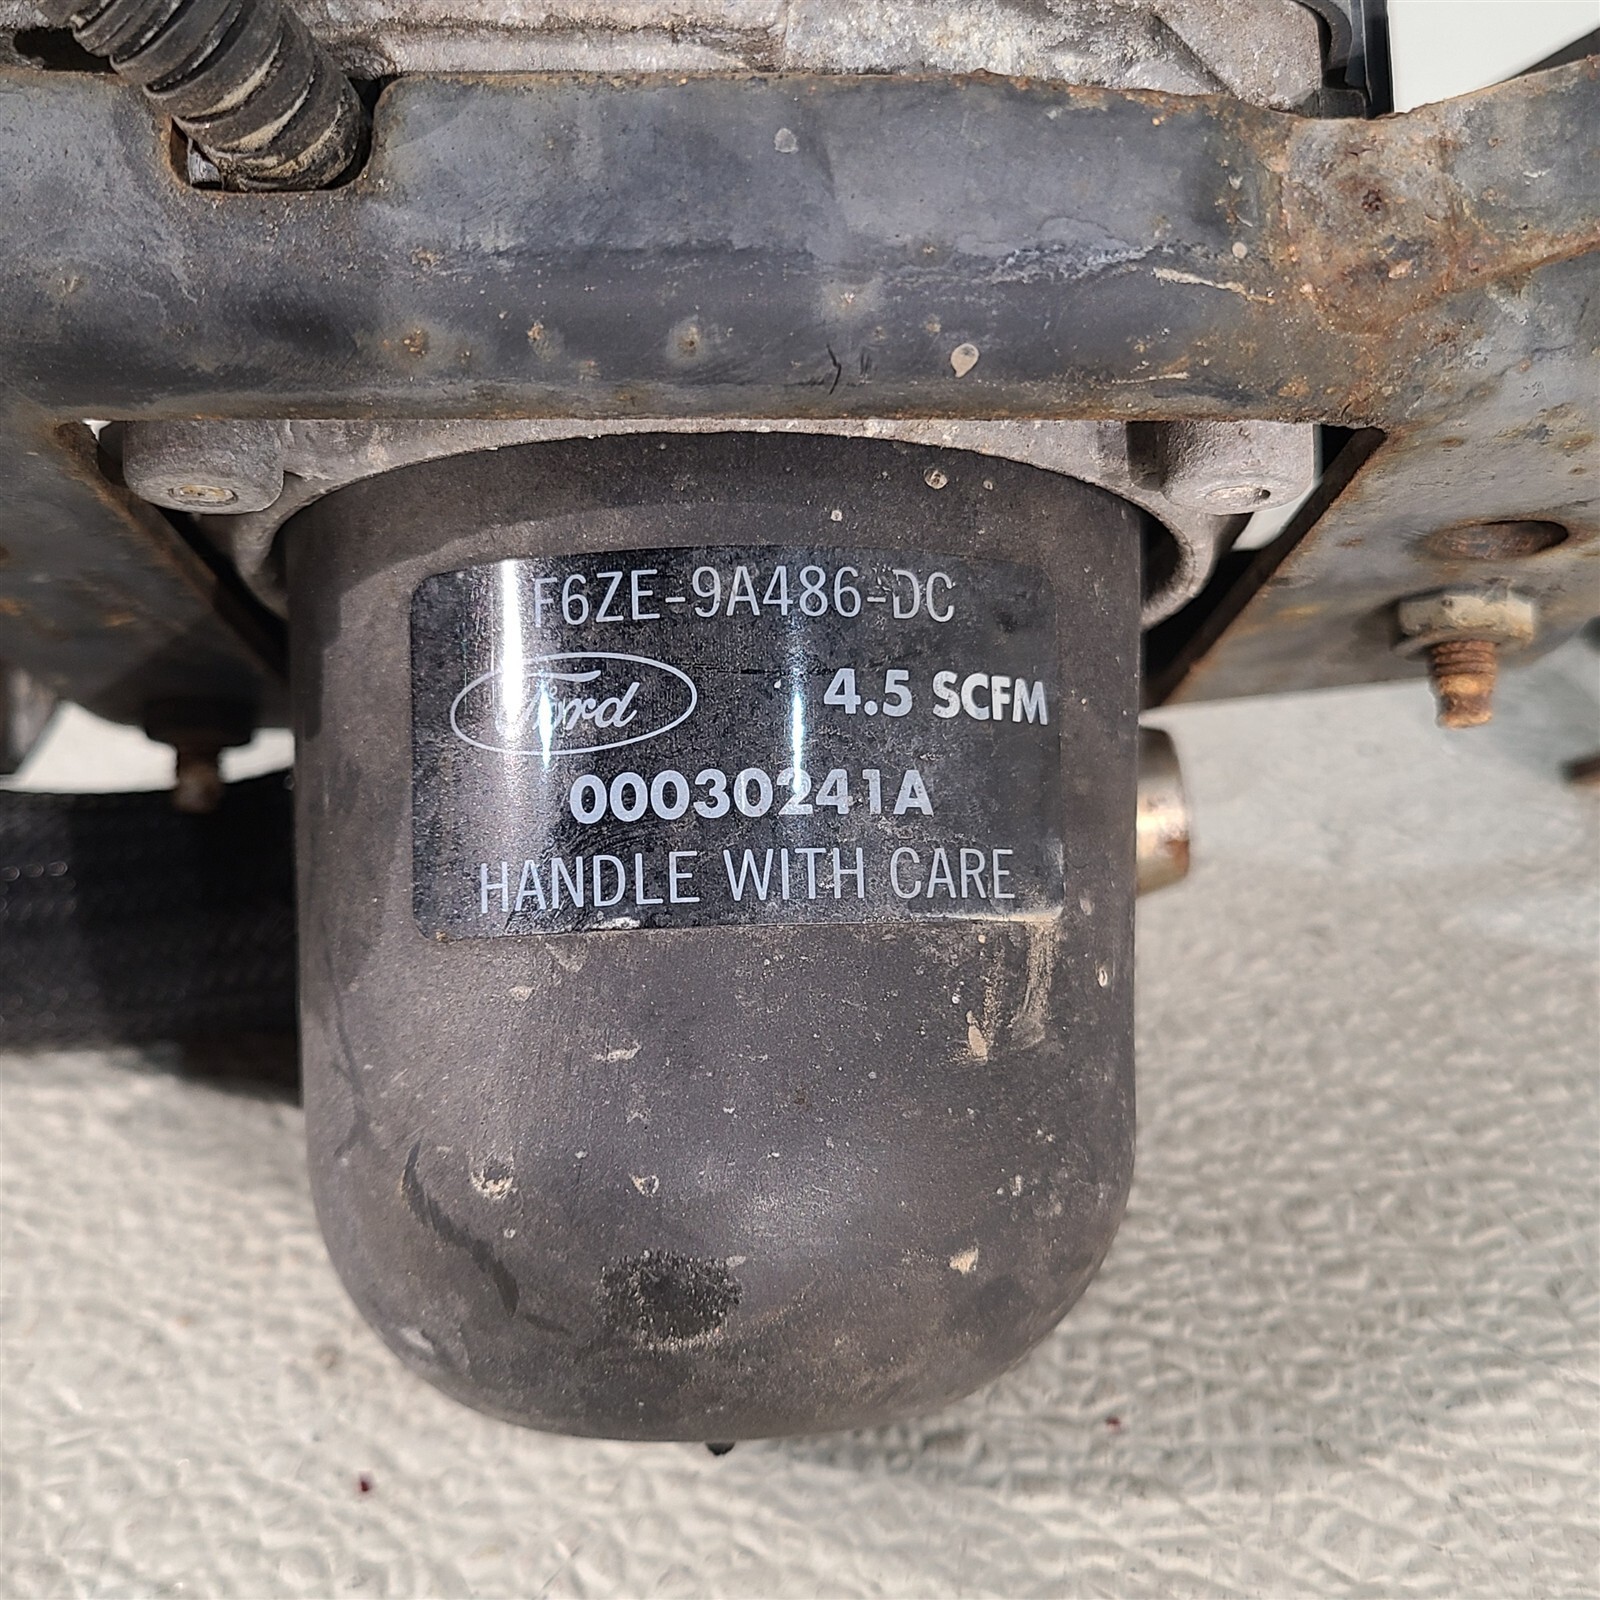 F6ZE-9A486-DC
Ford
4.5 SCFM
00030241A
HANDLE WITH CARE